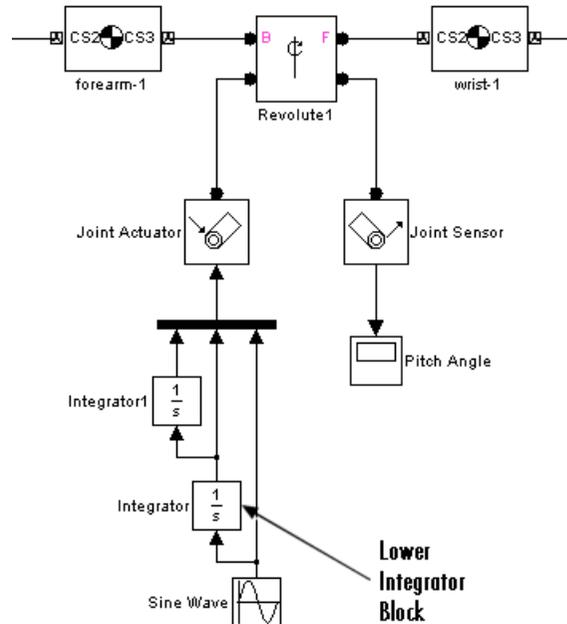 CS2 CS3
B F
CS2 CS3
forearm-1
Revolute1
wrist-1
Joint Actuator
Joint Sensor
Pitch Angle
Integrator1
1
s
Integrator
1
s
Lower
Integrator
Block
Sine Wave